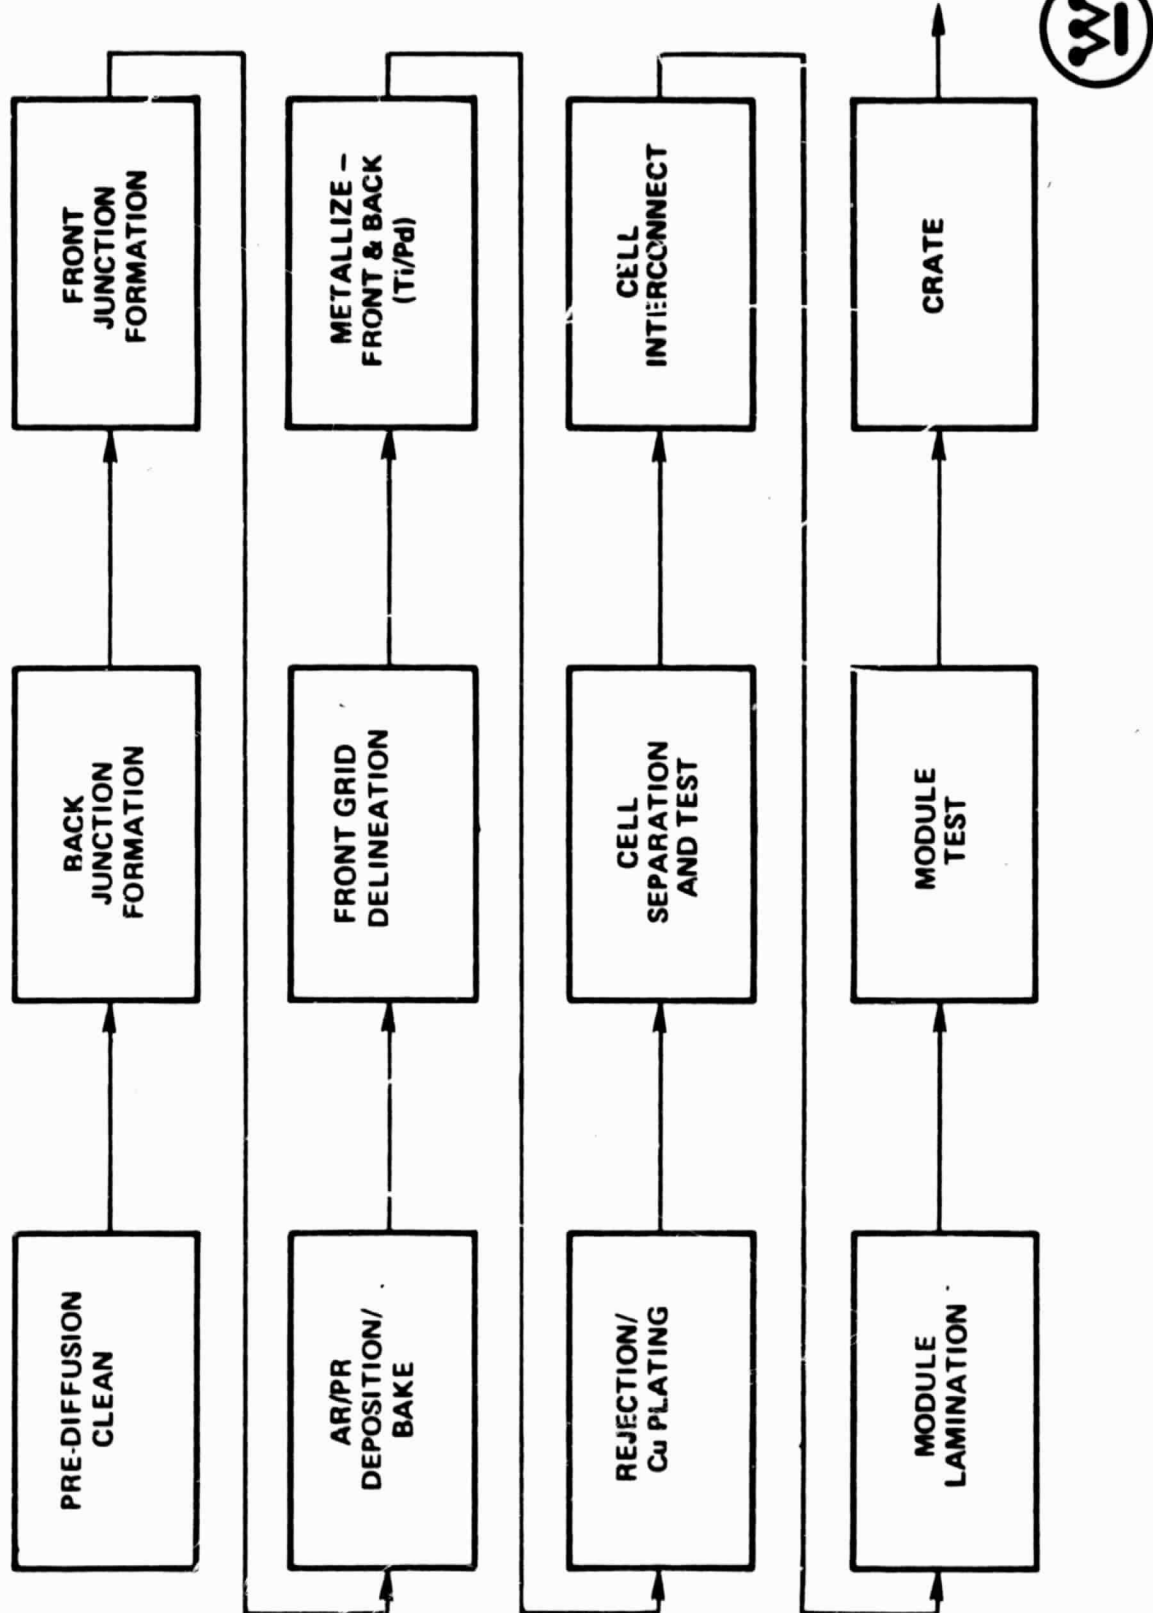 PRE-DIFFUSION
CLEAN
BACK
JUNCTION
FORMATION
FRONT
JUNCTION
FORMATION
AR/PR
DEPOSITION/
BAKE
FRONT GRID
DELINEATION
METALLIZE –
FRONT & BACK
(Ti/Pd)
REJECTION/
Cu PLATING
CELL
SEPARATION
AND TEST
CELL
INTERCONNECT
MODULE
LAMINATION
MODULE
TEST
CRATE
W